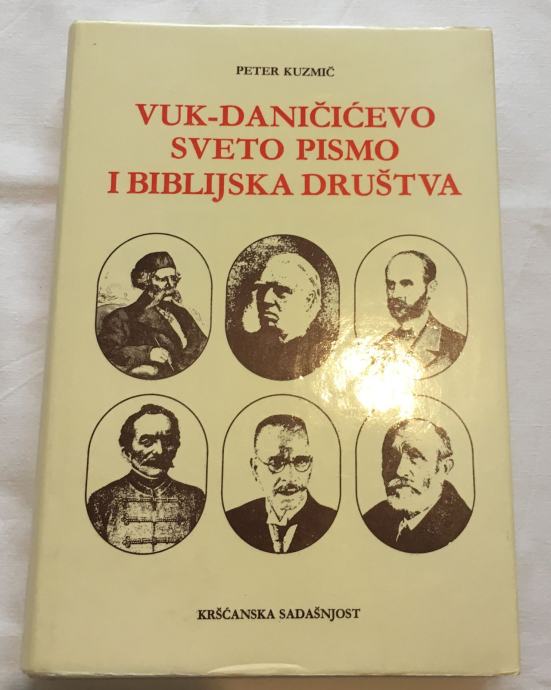 PETER KUZMIČ
VUK-DANIČIĆEVO
SVETO PISMO
I BIBLIJSKA DRUŠTVA
KRŠĆANSKA SADAŠNJOST